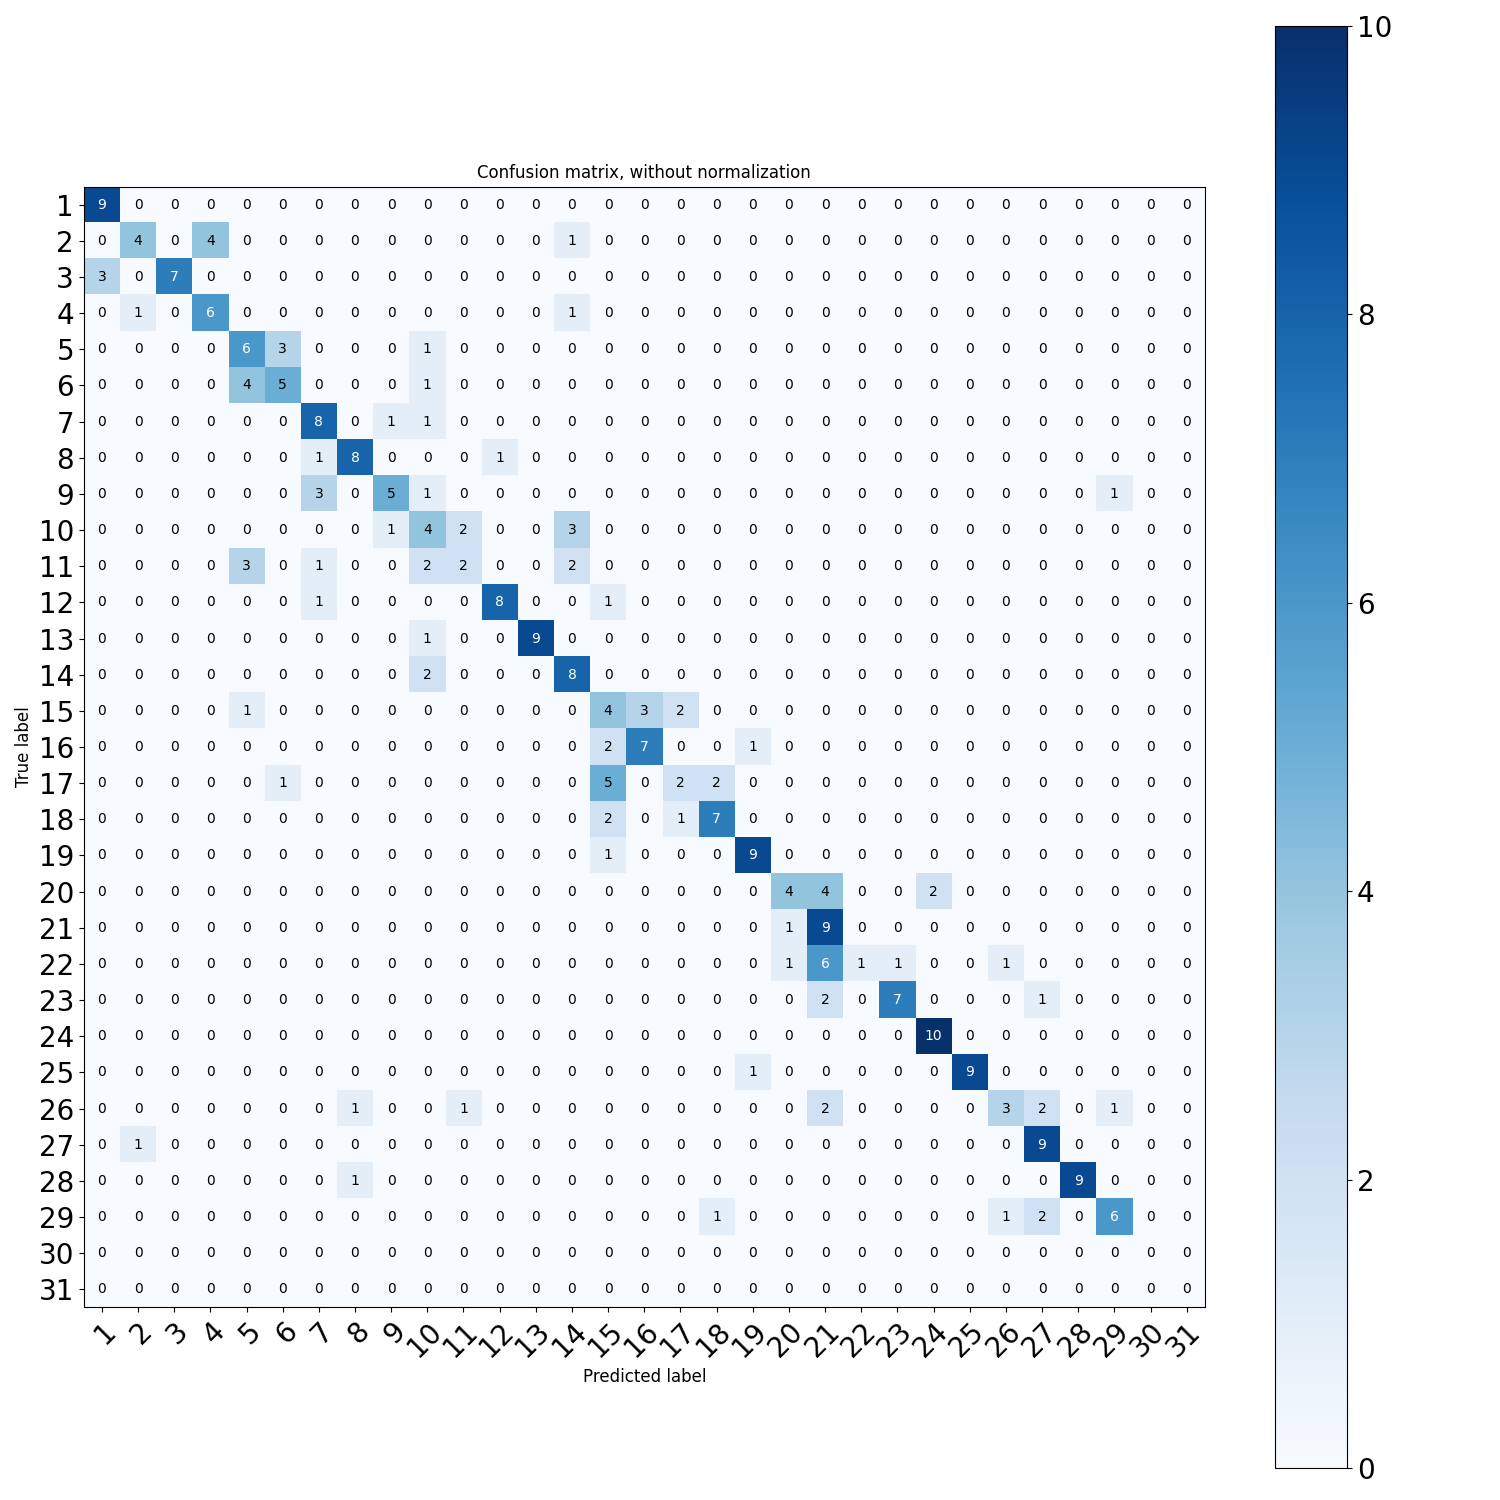 Confusion matrix, without normalization
1 9 0 0 0 0 0 0 0 0 0 0 0 0 0 0 0 0 0 0 0 0 0 0 0 0 0 0 0 0 0 0
2 0 4 0 4 0 0 0 0 0 0 0 0 0 1 0 0 0 0 0 0 0 0 0 0 0 0 0 0 0 0 0
3 3 0 7 0 0 0 0 0 0 0 0 0 0 0 0 0 0 0 0 0 0 0 0 0 0 0 0 0 0 0 0
4 0 1 0 6 0 0 0 0 0 0 0 0 0 1 0 0 0 0 0 0 0 0 0 0 0 0 0 0 0 0 0
5 0 0 0 0 6 3 0 0 0 1 0 0 0 0 0 0 0 0 0 0 0 0 0 0 0 0 0 0 0 0 0
6 0 0 0 0 4 5 0 0 0 1 0 0 0 0 0 0 0 0 0 0 0 0 0 0 0 0 0 0 0 0 0
7 0 0 0 0 0 0 8 0 1 1 0 0 0 0 0 0 0 0 0 0 0 0 0 0 0 0 0 0 0 0 0
8 0 0 0 0 0 0 1 8 0 0 0 1 0 0 0 0 0 0 0 0 0 0 0 0 0 0 0 0 0 0 0
9 0 0 0 0 0 0 3 0 5 1 0 0 0 0 0 0 0 0 0 0 0 0 0 0 0 0 0 0 1 0 0
10 0 0 0 0 0 0 0 0 1 4 2 0 0 3 0 0 0 0 0 0 0 0 0 0 0 0 0 0 0 0 0
11 0 0 0 0 3 0 1 0 0 2 2 0 0 2 0 0 0 0 0 0 0 0 0 0 0 0 0 0 0 0 0
12 0 0 0 0 0 0 1 0 0 0 0 8 0 0 1 0 0 0 0 0 0 0 0 0 0 0 0 0 0 0 0
13 0 0 0 0 0 0 0 0 0 1 0 0 9 0 0 0 0 0 0 0 0 0 0 0 0 0 0 0 0 0 0
14 0 0 0 0 0 0 0 0 0 2 0 0 0 8 0 0 0 0 0 0 0 0 0 0 0 0 0 0 0 0 0
15 0 0 0 0 1 0 0 0 0 0 0 0 0 0 4 3 2 0 0 0 0 0 0 0 0 0 0 0 0 0 0
16 0 0 0 0 0 0 0 0 0 0 0 0 0 0 2 7 0 0 1 0 0 0 0 0 0 0 0 0 0 0 0
17 0 0 0 0 0 1 0 0 0 0 0 0 0 0 5 0 2 2 0 0 0 0 0 0 0 0 0 0 0 0 0
18 0 0 0 0 0 0 0 0 0 0 0 0 0 0 2 0 1 7 0 0 0 0 0 0 0 0 0 0 0 0 0
19 0 0 0 0 0 0 0 0 0 0 0 0 0 0 1 0 0 0 9 0 0 0 0 0 0 0 0 0 0 0 0
20 0 0 0 0 0 0 0 0 0 0 0 0 0 0 0 0 0 0 0 4 4 0 0 2 0 0 0 0 0 0 0
21 0 0 0 0 0 0 0 0 0 0 0 0 0 0 0 0 0 0 0 1 9 0 0 0 0 0 0 0 0 0 0
22 0 0 0 0 0 0 0 0 0 0 0 0 0 0 0 0 0 0 0 1 6 1 1 0 0 1 0 0 0 0 0
23 0 0 0 0 0 0 0 0 0 0 0 0 0 0 0 0 0 0 0 0 2 0 7 0 0 0 1 0 0 0 0
24 0 0 0 0 0 0 0 0 0 0 0 0 0 0 0 0 0 0 0 0 0 0 0 10 0 0 0 0 0 0 0
25 0 0 0 0 0 0 0 0 0 0 0 0 0 0 0 0 0 0 1 0 0 0 0 0 9 0 0 0 0 0 0
26 0 0 0 0 0 0 0 1 0 0 1 0 0 0 0 0 0 0 0 0 2 0 0 0 0 3 2 0 1 0 0
27 0 1 0 0 0 0 0 0 0 0 0 0 0 0 0 0 0 0 0 0 0 0 0 0 0 0 9 0 0 0 0
28 0 0 0 0 0 0 0 1 0 0 0 0 0 0 0 0 0 0 0 0 0 0 0 0 0 0 0 9 0 0 0
29 0 0 0 0 0 0 0 0 0 0 0 0 0 0 0 0 0 1 0 0 0 0 0 0 0 1 2 0 6 0 0
30 0 0 0 0 0 0 0 0 0 0 0 0 0 0 0 0 0 0 0 0 0 0 0 0 0 0 0 0 0 0 0
31 0 0 0 0 0 0 0 0 0 0 0 0 0 0 0 0 0 0 0 0 0 0 0 0 0 0 0 0 0 0 0
1 2 3 4 5 6 7 8 9 10 11 12 13 14 15 16 17 18 19 20 21 22 23 24 25 26 27 28 29 30 31
True label
Predicted label
10
8
6
4
2
0